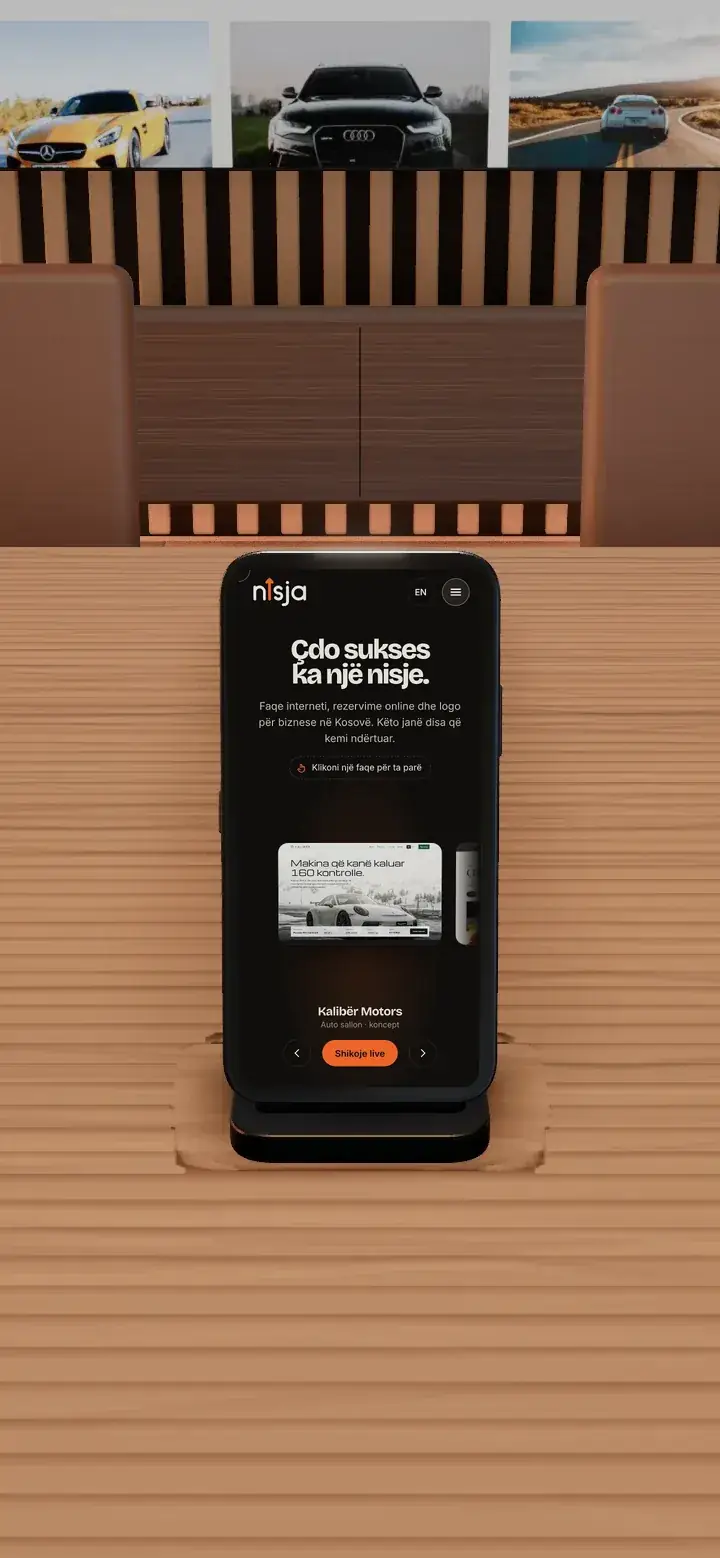 nisja
EN
Çdo sukses
ka një nisje.
Faqe interneti, rezervime online dhe logo
për biznese në Kosovë. Këto janë disa që
kemi ndërtuar.
Klikoni një faqe për ta parë
Makina që kanë kaluar
160 kontrolle.
Kalibër Motors
Auto sallon · koncept
Shikoje live